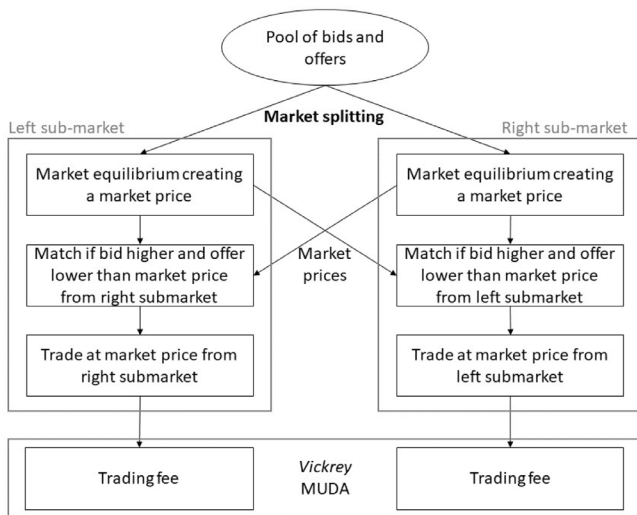 Pool of bids and
offers
Market splitting
Left sub-market
Right sub-market
Market equilibrium creating
a market price
Market equilibrium creating
a market price
Match if bid higher and offer
lower than market price
from right submarket
Market
prices
Match if bid higher and offer
lower than market price
from left submarket
Trade at market price from
right submarket
Trade at market price from
left submarket
Trading fee
Vickrey
MUDA
Trading fee